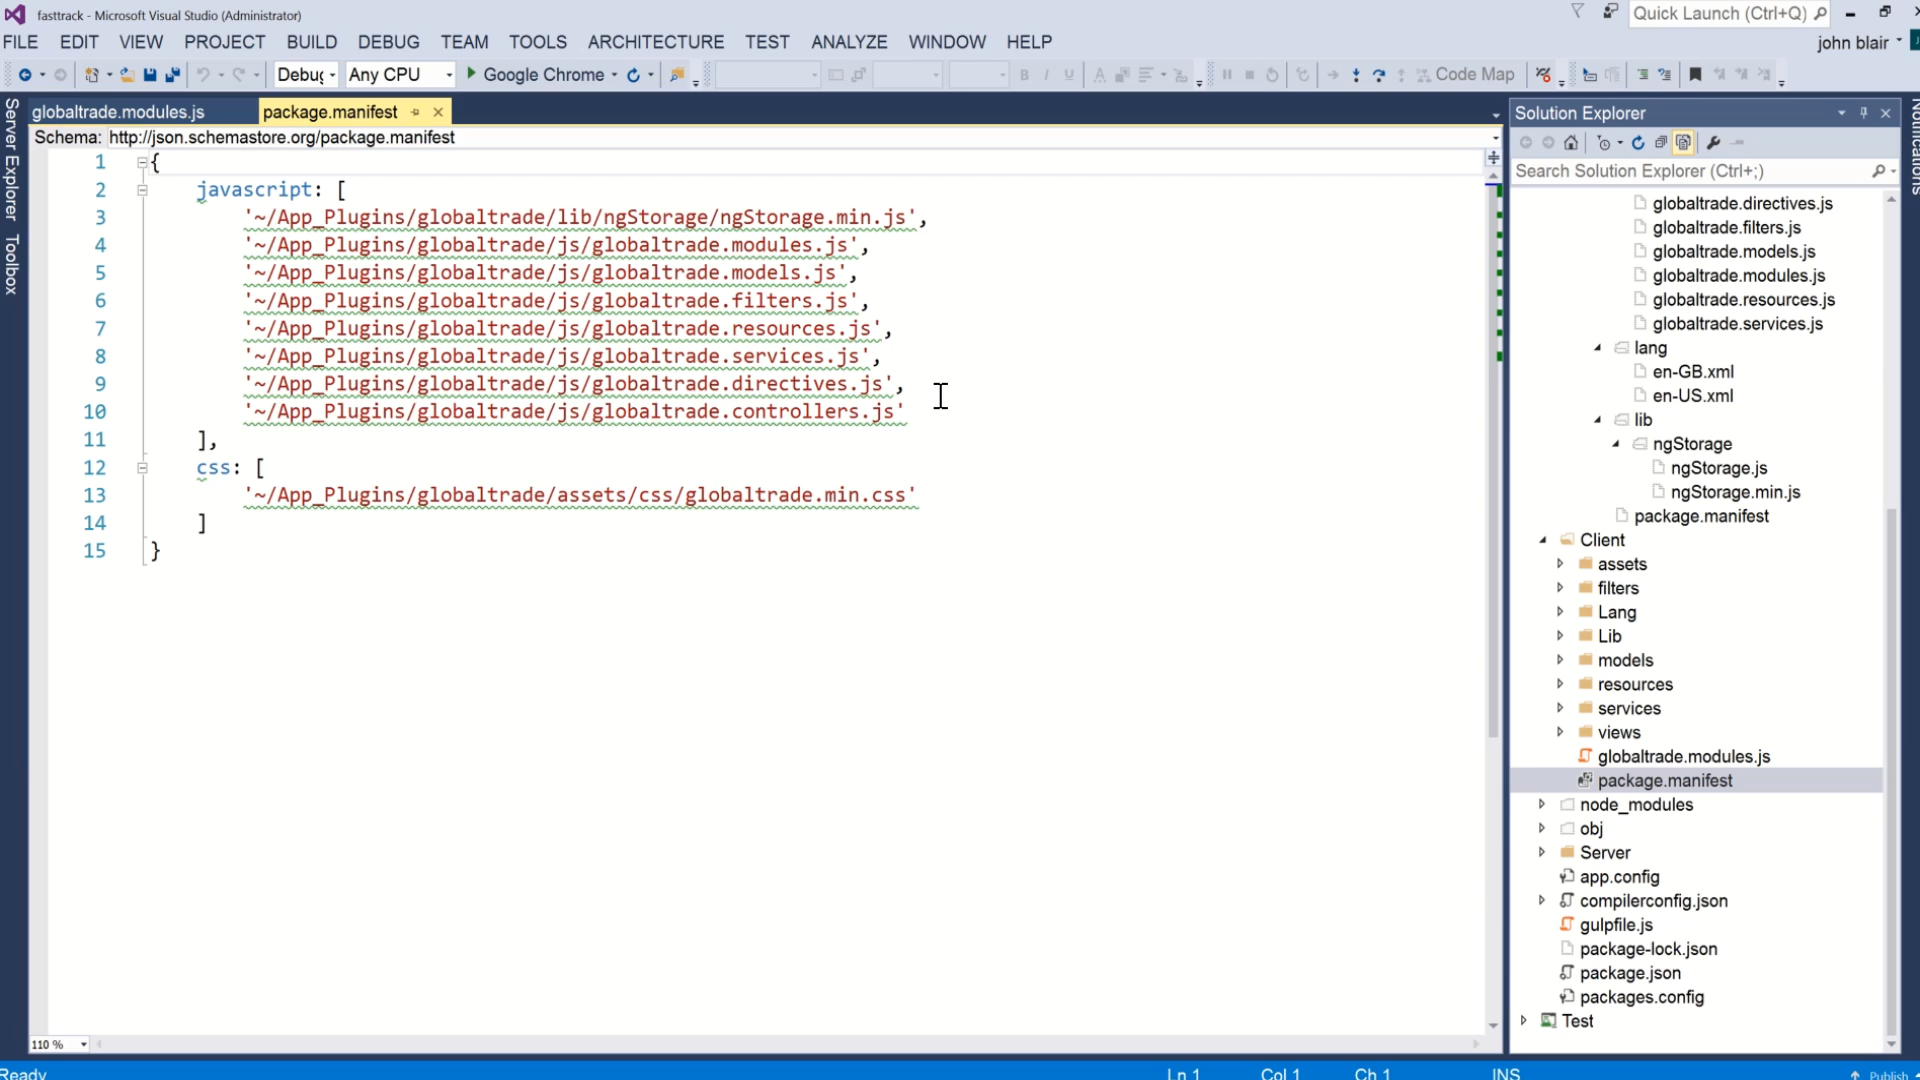 fasttrack - Microsoft Visual Studio (Administrator)
Quick Launch (Ctrl+Q)
FILE EDIT VIEW PROJECT BUILD DEBUG TEAM TOOLS ARCHITECTURE TEST ANALYZE WINDOW HELP
john blair
Debug Any CPU Google Chrome Code Map
Server Explorer
Toolbox
Notifications
globaltrade.modules.js package.manifest
Schema: http://json.schemastore.org/package.manifest
1 {
2 javascript: [
3 '~/App_Plugins/globaltrade/lib/ngStorage/ngStorage.min.js',
4 '~/App_Plugins/globaltrade/js/globaltrade.modules.js',
5 '~/App_Plugins/globaltrade/js/globaltrade.models.js',
6 '~/App_Plugins/globaltrade/js/globaltrade.filters.js',
7 '~/App_Plugins/globaltrade/js/globaltrade.resources.js',
8 '~/App_Plugins/globaltrade/js/globaltrade.services.js',
9 '~/App_Plugins/globaltrade/js/globaltrade.directives.js',
10 '~/App_Plugins/globaltrade/js/globaltrade.controllers.js'
11 ],
12 css: [
13 '~/App_Plugins/globaltrade/assets/css/globaltrade.min.css'
14 ]
15 }
110 %
Solution Explorer
Search Solution Explorer (Ctrl+;)
globaltrade.directives.js
globaltrade.filters.js
globaltrade.models.js
globaltrade.modules.js
globaltrade.resources.js
globaltrade.services.js
lang
en-GB.xml
en-US.xml
lib
ngStorage
ngStorage.js
ngStorage.min.js
package.manifest
Client
assets
filters
Lang
Lib
models
resources
services
views
globaltrade.modules.js
package.manifest
node_modules
obj
Server
app.config
compilerconfig.json
gulpfile.js
package-lock.json
package.json
packages.config
Test
Ready Ln 1 Col 1 Ch 1 INS Publish